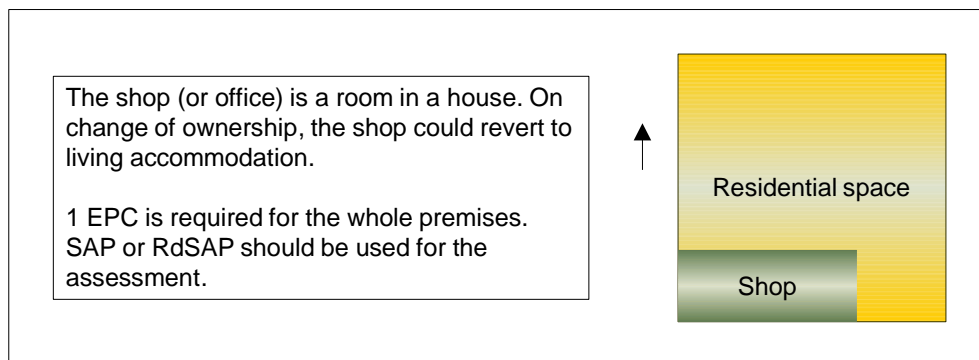 The shop (or office) is a room in a house. On
change of ownership, the shop could revert to
living accommodation.
1 EPC is required for the whole premises.
SAP or RdSAP should be used for the
assessment.
Residential space
Shop